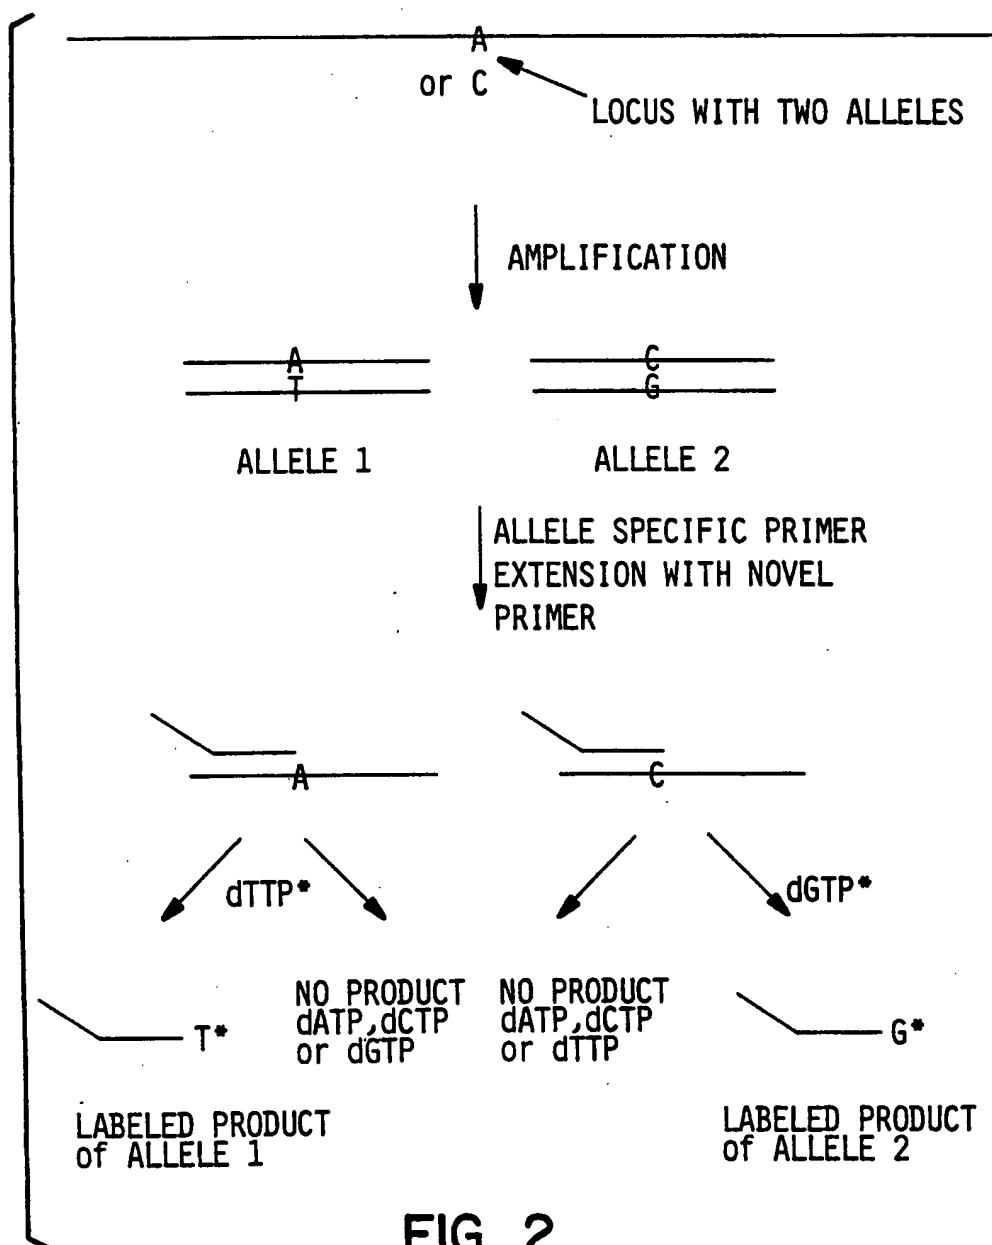 A
or C
LOCUS WITH TWO ALLELES
AMPLIFICATION
A
T
C
G
ALLELE 1
ALLELE 2
ALLELE SPECIFIC PRIMER
EXTENSION WITH NOVEL
PRIMER
A
C
dTTP*
dGTP*
NO PRODUCT
dATP,dCTP
or dGTP
NO PRODUCT
dATP,dCTP
or dTTP
T*
G*
LABELED PRODUCT
of ALLELE 1
LABELED PRODUCT
of ALLELE 2
FIG. 2